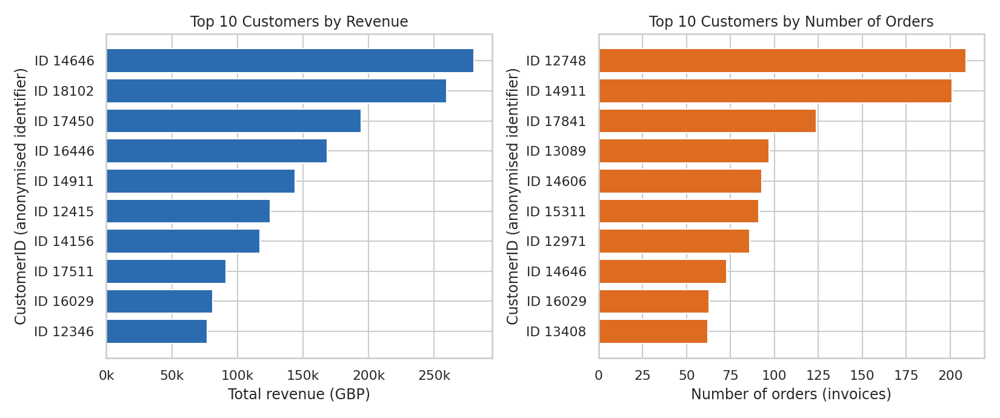 Top 10 Customers by Revenue
CustomerID (anonymised identifier)
ID 14646
ID 18102
ID 17450
ID 16446
ID 14911
ID 12415
ID 14156
ID 17511
ID 16029
ID 12346
0k 50k 100k 150k 200k 250k
Total revenue (GBP)
Top 10 Customers by Number of Orders
CustomerID (anonymised identifier)
ID 12748
ID 14911
ID 17841
ID 13089
ID 14606
ID 15311
ID 12971
ID 14646
ID 16029
ID 13408
0 25 50 75 100 125 150 175 200
Number of orders (invoices)